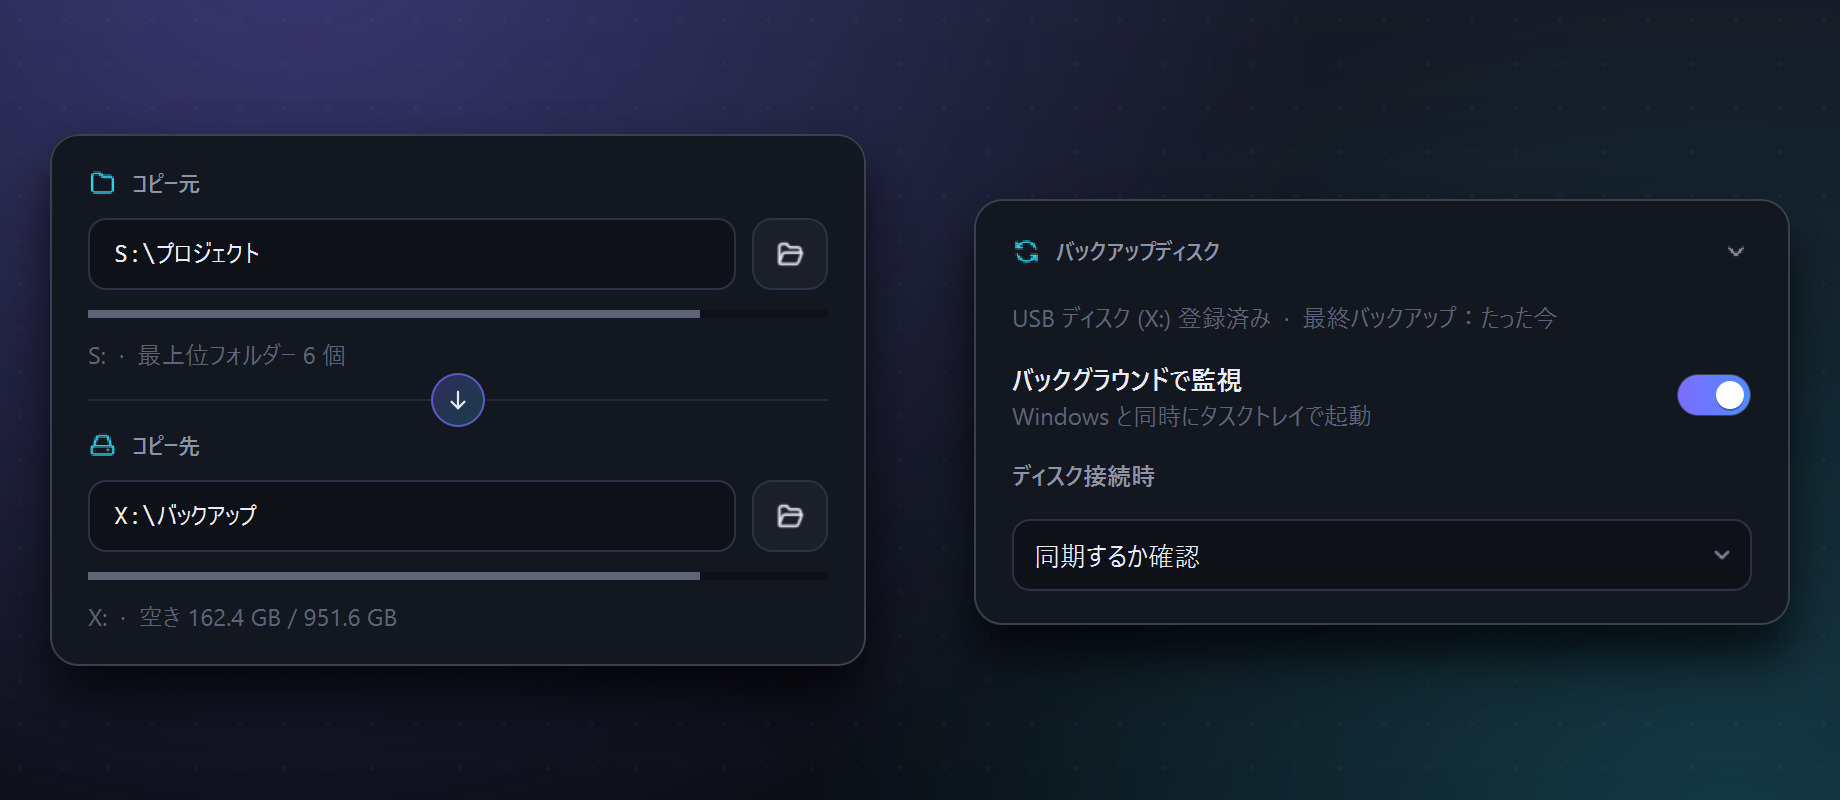 コピー元
S:\プロジェクト
S: · 最上位フォルダー 6 個
コピー先
X:\バックアップ
X: · 空き 162.4 GB / 951.6 GB
バックアップディスク
USB ディスク (X:) 登録済み · 最終バックアップ：たった今
バックグラウンドで監視
Windows と同時にタスクトレイで起動
ディスク接続時
同期するか確認